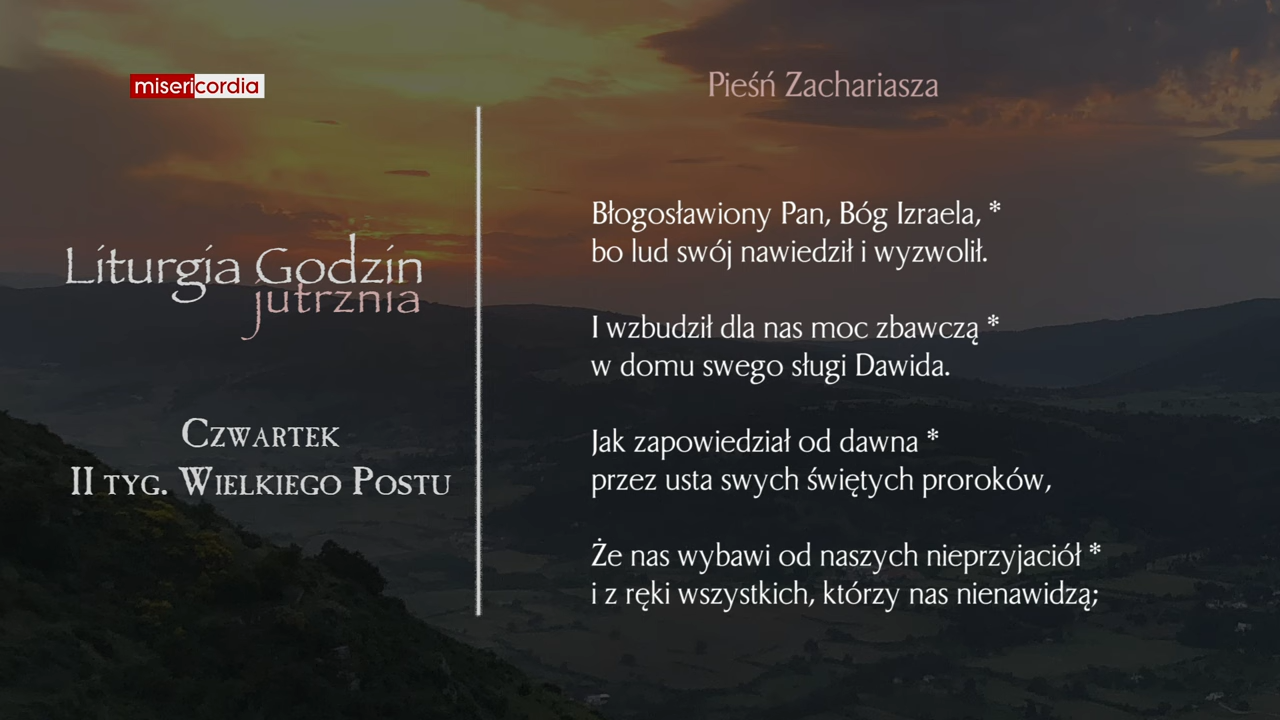 misericordia
Liturgia Godzin
jutrznia
Czwartek
II tyg. Wielkiego Postu
Pieśń Zachariasza
Błogosławiony Pan, Bóg Izraela, *
bo lud swój nawiedził i wyzwolił.
I wzbudził dla nas moc zbawczą *
w domu swego sługi Dawida.
Jak zapowiedział od dawna *
przez usta swych świętych proroków,
Że nas wybawi od naszych nieprzyjaciół *
i z ręki wszystkich, którzy nas nienawidzą;